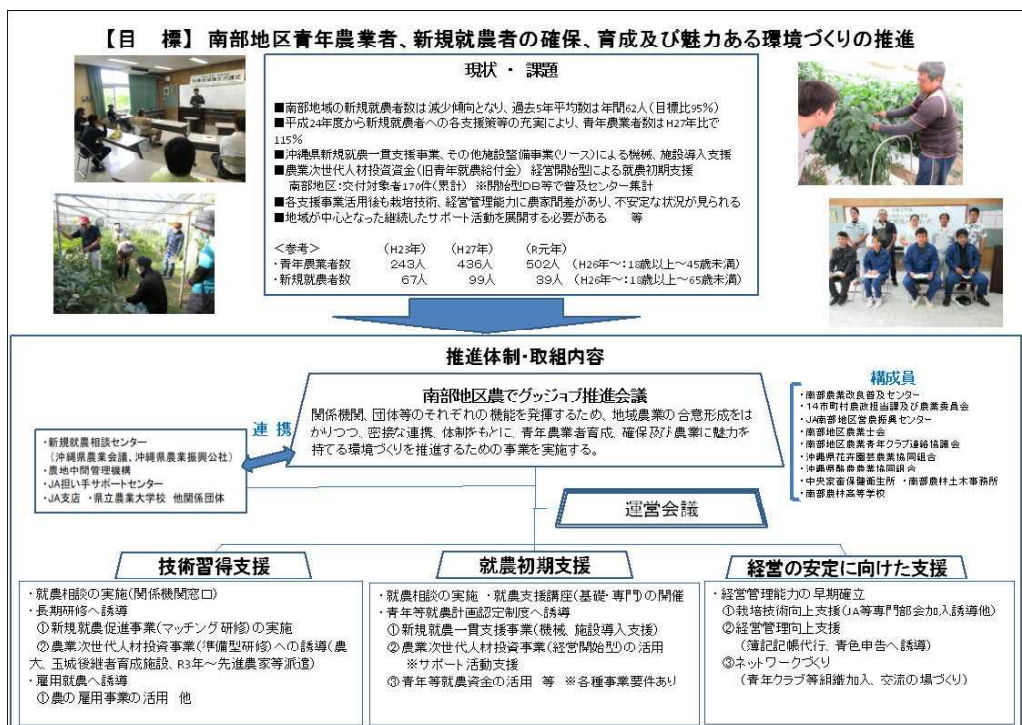 【目　標】 南部地区青年農業者、新規就農者の確保、育成及び魅力ある環境づくりの推進
現状 ・ 課題
■南部地域の新規就農者数は減少傾向となり、過去5年平均数は年間62人(目標比95%)
■平成24年度から新規就農者への各支援策等の充実により、青年農業者数はH27年比で
115%
■沖縄県新規就農一貫支援事業、その他施設整備事業(リース)による機械、施設導入支援
■農業次世代人材投資資金(旧青年就農給付金)　経営開始型による就農初期支援
南部地区:交付対象者170件(累計)　※開始型DB等で普及センター集計
■各支援事業活用後も栽培技術、経営管理能力に農家間差があり、不安定な状況が見られる
■地域が中心となった継続したサポート活動を展開する必要がある　等
<参考>　(H23年)　(H27年)　(R元年)
・青年農業者数　243人　436人　502人　(H26年～:18歳以上～45歳未満)
・新規就農者数　67人　99人　39人　(H26年～:18歳以上～65歳未満)
推進体制・取組内容
南部地区農でグッジョブ推進会議
関係機関、団体等のそれぞれの機能を発揮するため、地域農業の合意形成をは
かりつつ、密接な連携、体制をもとに、青年農業者育成、確保及び農業に魅力を
持てる環境づくりを推進するための事業を実施する。
連 携
・新規就農相談センター
(沖縄県農業会議、沖縄県農業振興公社)
・農地中間管理機構
・JA担い手サポートセンター
・JA支店　・県立農業大学校　他関係団体
構成員
・南部農業改良普及センター
・14市町村農政担当課及び農業委員会
・JA南部地区営農振興センター
・南部地区農業士会
・南部地区農業青年クラブ連絡協議会
・沖縄県花卉園芸農業協同組合
・沖縄県酪農農業協同組合
・中央家畜保健衛生所　・南部農林土木事務所
・南部農林高等学校
運営会議
技術習得支援
・就農相談の実施(関係機関窓口)
・長期研修へ誘導
①新規就農促進事業(マッチング研修)の実施
②農業次世代人材投資事業(準備型研修)への誘導(農
大、玉城後継者育成施設、R3年～先進農家等派遣)
・雇用就農へ誘導
①農の雇用事業の活用　他
就農初期支援
・就農相談の実施　・就農支援講座(基礎・専門)の開催
・青年等就農計画認定制度へ誘導
①新規就農一貫支援事業(機械、施設導入支援)
②農業次世代人材投資事業(経営開始型)の活用
※サポート活動支援
③青年等就農資金の活用　等　※各種事業要件あり
経営の安定に向けた支援
・経営管理能力の早期確立
①栽培技術向上支援(JA等専門部会加入誘導他)
②経営管理向上支援
(簿記記帳代行、青色申告へ誘導)
③ネットワークづくり
(青年クラブ等組織加入、交流の場づくり)